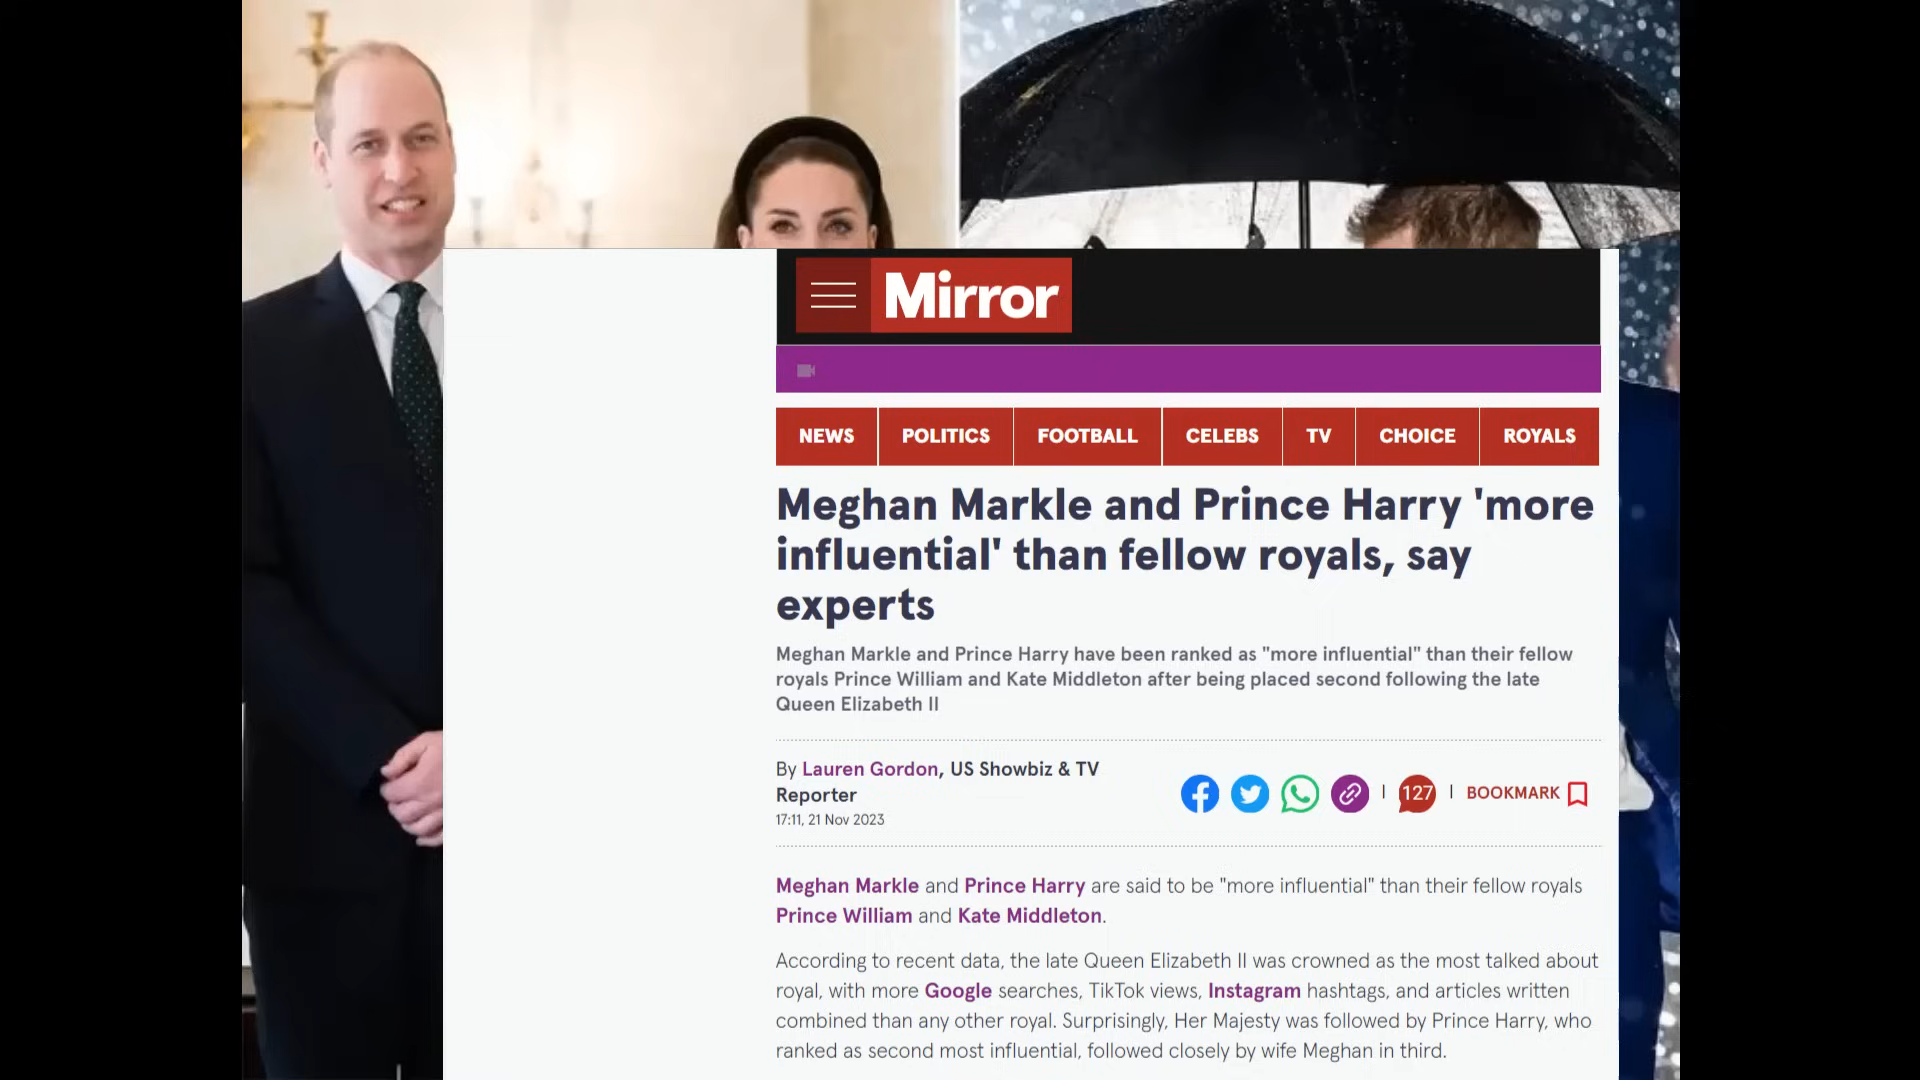 Mirror
NEWS
POLITICS
FOOTBALL
CELEBS
TV
CHOICE
ROYALS
Meghan Markle and Prince Harry 'more
influential' than fellow royals, say
experts
Meghan Markle and Prince Harry have been ranked as "more influential" than their fellow
royals Prince William and Kate Middleton after being placed second following the late
Queen Elizabeth II
By Lauren Gordon, US Showbiz & TV
Reporter
17:11, 21 Nov 2023
127
BOOKMARK
Meghan Markle and Prince Harry are said to be "more influential" than their fellow royals
Prince William and Kate Middleton.
According to recent data, the late Queen Elizabeth II was crowned as the most talked about
royal, with more Google searches, TikTok views, Instagram hashtags, and articles written
combined than any other royal. Surprisingly, Her Majesty was followed by Prince Harry, who
ranked as second most influential, followed closely by wife Meghan in third.